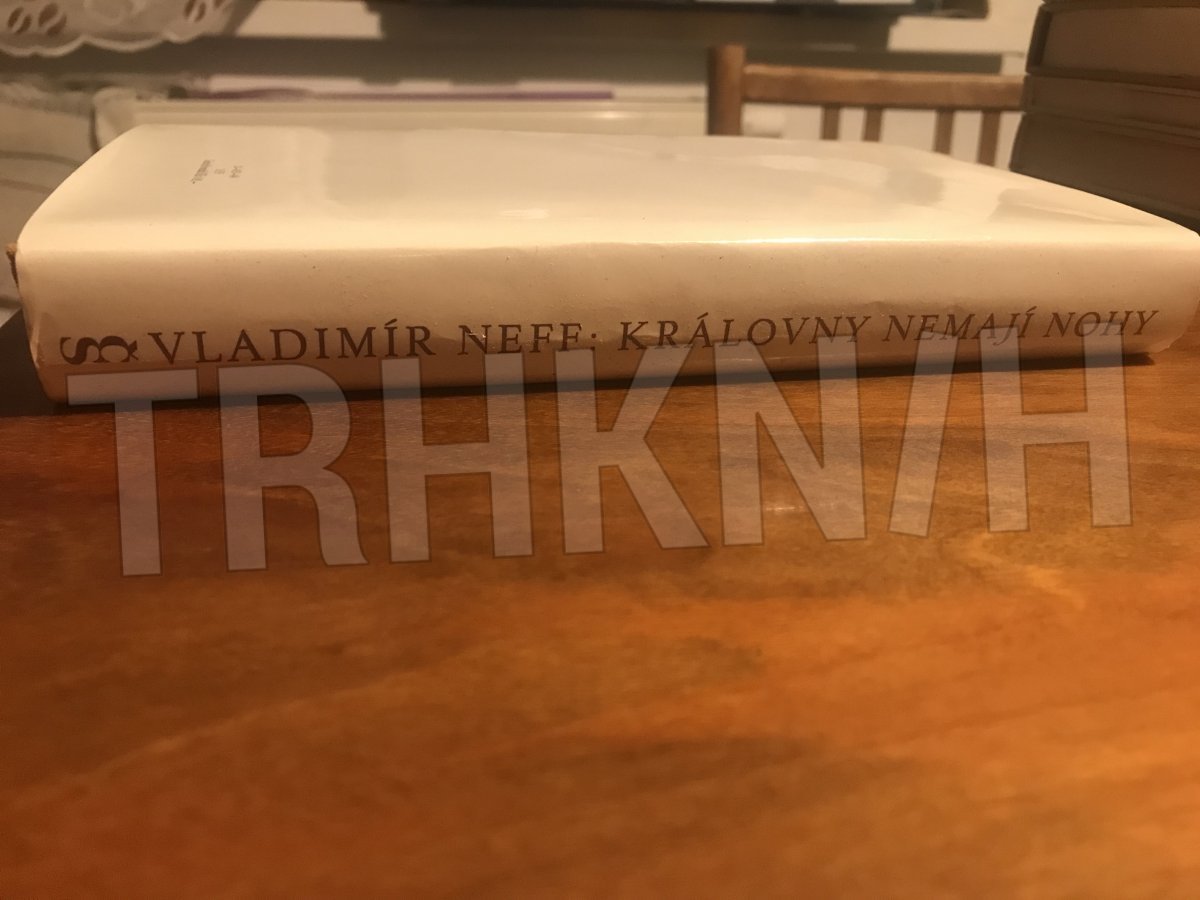 VLADIMÍR NEFF · KRÁLOVNY NEMAJÍ NOHY
TRHKNIH